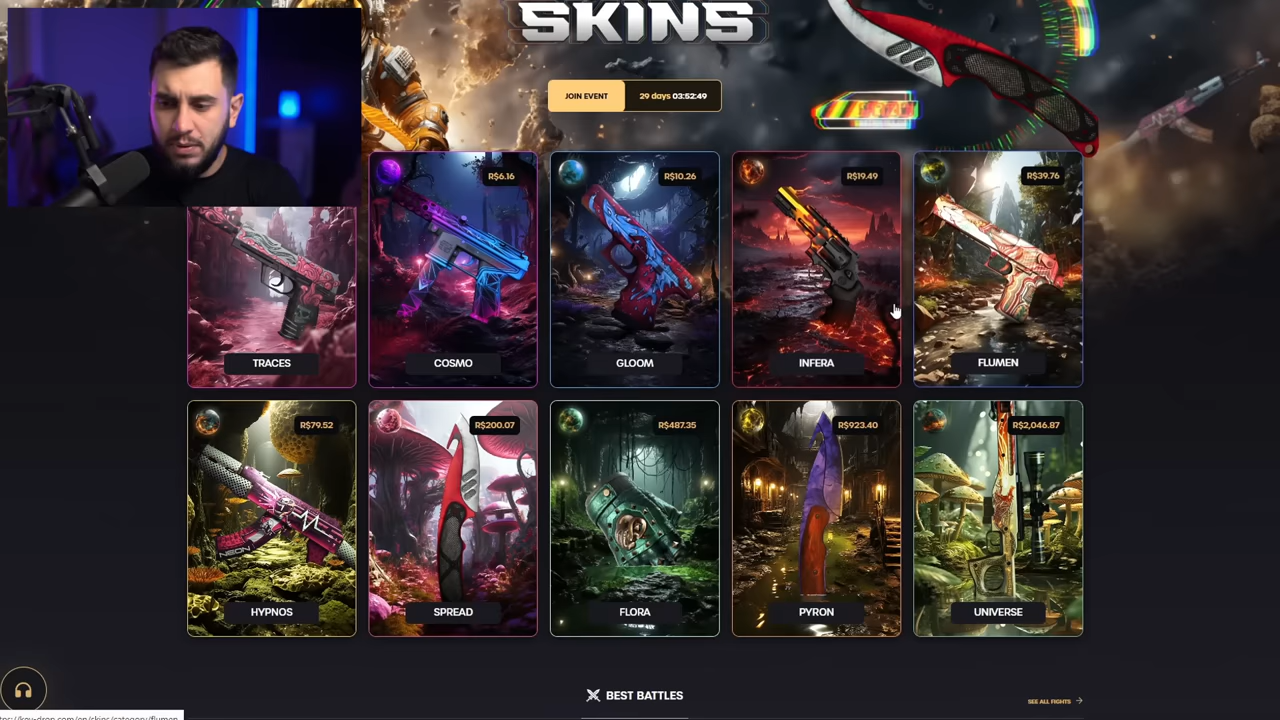 SKINS
JOIN EVENT
29 days 03:52:49
R$6.16
R$10.26
R$19.49
R$39.76
TRACES
COSMO
GLOOM
INFERA
FLUMEN
R$79.52
R$200.07
R$487.35
R$923.40
R$2,046.87
NEON
HYPNOS
SPREAD
FLORA
PYRON
UNIVERSE
BEST BATTLES
SEE ALL FIGHTS